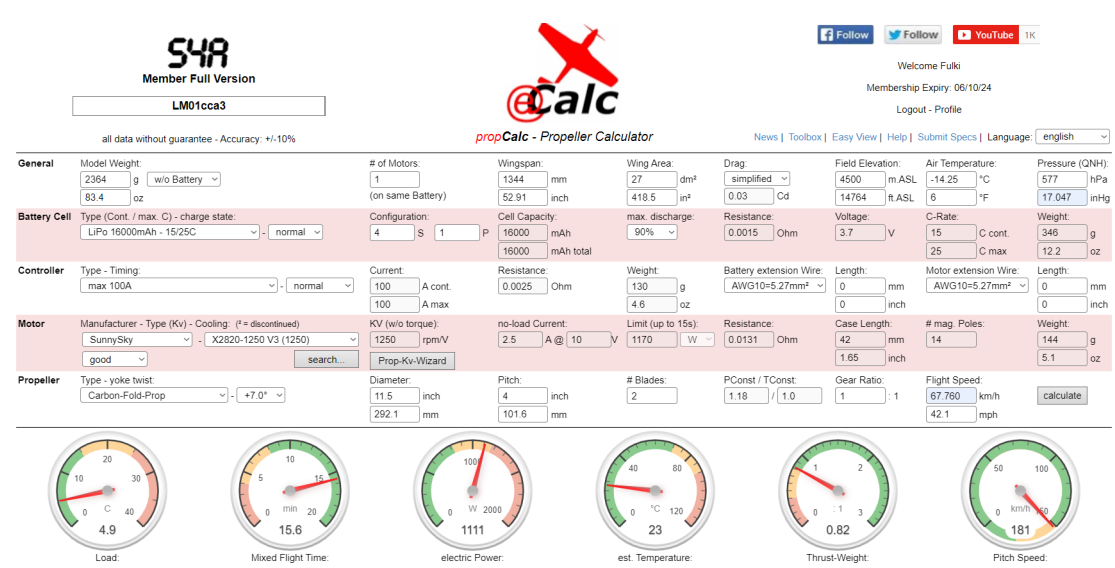 S4A
Member Full Version
LM01cca3
all data without guarantee - Accuracy: +/-10%
@Calc
propCalc - Propeller Calculator
Follow Follow YouTube 1K
Welcome Fulki
Membership Expiry: 06/10/24
Logout - Profile
News | Toolbox | Easy View | Help | Submit Specs | Language: english
General Model Weight: # of Motors: Wingspan: Wing Area: Drag: Field Elevation: Air Temperature: Pressure (QNH):
2364 g w/o Battery 1 1344 mm 27 dm² simplified 4500 m.ASL -14.25 °C 577 hPa
83.4 oz (on same Battery) 52.91 inch 418.5 in² 0.03 Cd 14764 ft.ASL 6 °F 17.047 inHg
Battery Cell Type (Cont. / max. C) - charge state: Configuration: Cell Capacity: max. discharge: Resistance: Voltage: C-Rate: Weight:
LiPo 16000mAh - 15/25C - normal 4 S 1 P 16000 mAh 90% 0.0015 Ohm 3.7 V 15 C cont. 346 g
16000 mAh total 25 C max 12.2 oz
Controller Type - Timing: Current: Resistance: Weight: Battery extension Wire: Length: Motor extension Wire: Length:
max 100A - normal 100 A cont. 0.0025 Ohm 130 g AWG10=5.27mm² 0 mm AWG10=5.27mm² 0 mm
100 A max 4.6 oz 0 inch 0 inch
Motor Manufacturer - Type (Kv) - Cooling: (² = discontinued) KV (w/o torque): no-load Current: Limit (up to 15s): Resistance: Case Length: # mag. Poles: Weight:
SunnySky - X2820-1250 V3 (1250) 1250 rpm/V 2.5 A @ 10 V 1170 W 0.0131 Ohm 42 mm 14 144 g
good search... Prop-Kv-Wizard 1.65 inch 5.1 oz
Propeller Type - yoke twist: Diameter: Pitch: # Blades: PConst / TConst: Gear Ratio: Flight Speed:
Carbon-Fold-Prop - +7.0° 11.5 inch 4 inch 2 1.18 / 1.0 1 : 1 67.760 km/h calculate
292.1 mm 101.6 mm 42.1 mph
0 10 20 30 40 C 4.9
Load:
0 5 10 15 20 min 15.6
Mixed Flight Time:
0 1000 2000 W 1111
electric Power:
0 40 80 120 °C 23
est. Temperature:
0 1 2 3 : 1 0.82
Thrust-Weight:
0 50 100 km/h 181
Pitch Speed: